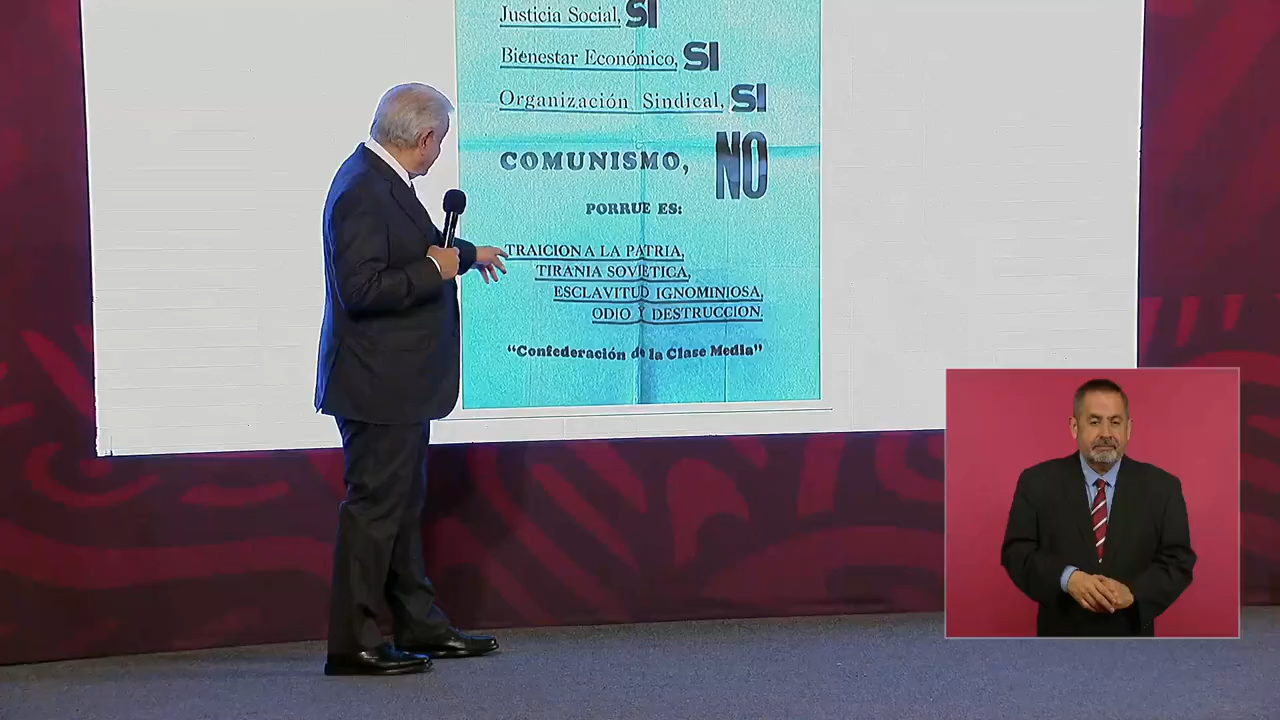 Justicia Social, SI
Bienestar Económico, SI
Organización Sindical, SI
COMUNISMO, NO
PORRUE ES:
TRAICION A LA PATRIA,
TIRANIA SOVIETICA,
ESCLAVITUD IGNOMINIOSA,
ODIO Y DESTRUCCION.
“Confederación de la Clase Media”